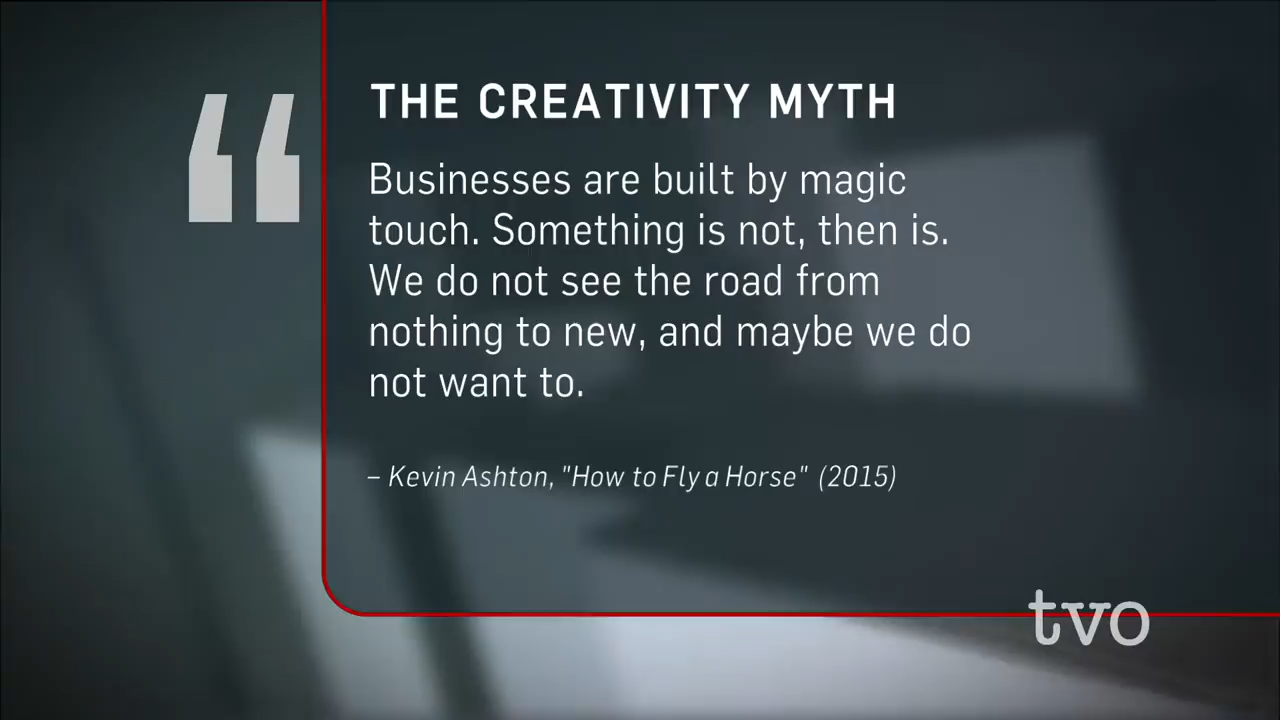 “
THE CREATIVITY MYTH
Businesses are built by magic
touch. Something is not, then is.
We do not see the road from
nothing to new, and maybe we do
not want to.
– Kevin Ashton, "How to Fly a Horse" (2015)
tvo